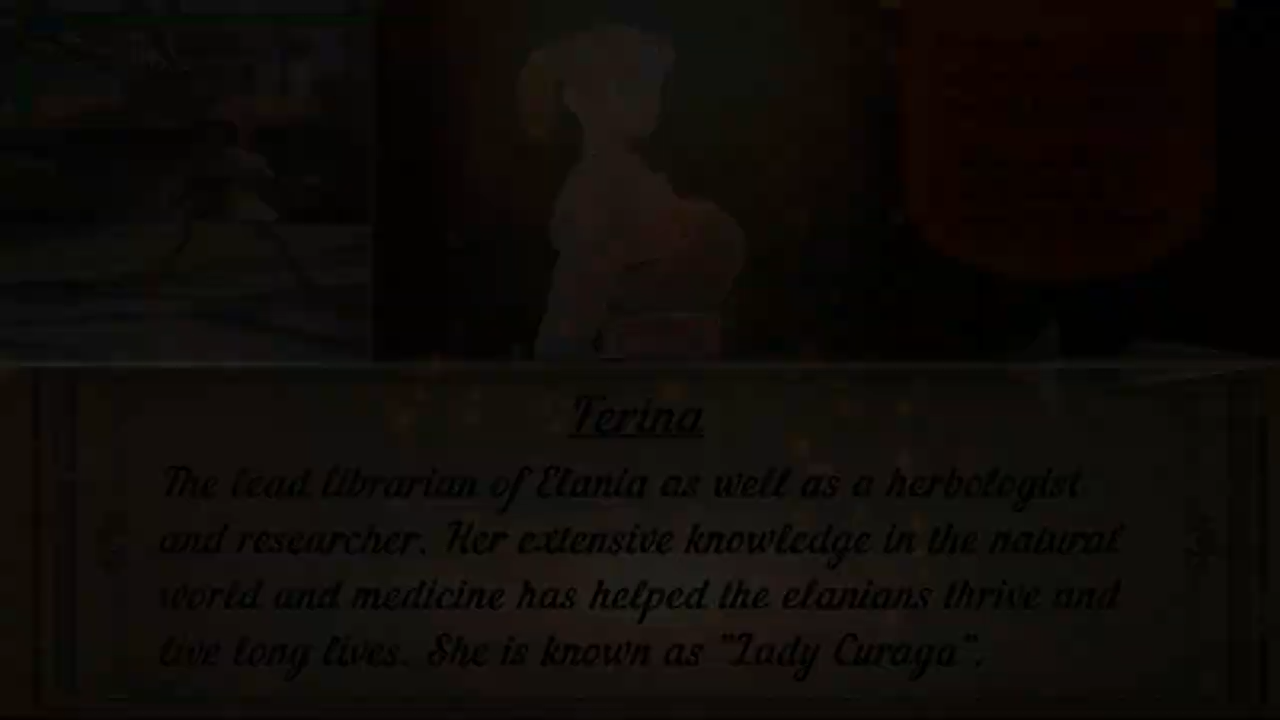 Terina
The lead librarian of Elania as well as a herbologist
and researcher. Her extensive knowledge in the natural
world and medicine has helped the elanians thrive and
live long lives. She is known as "Lady Curaga".